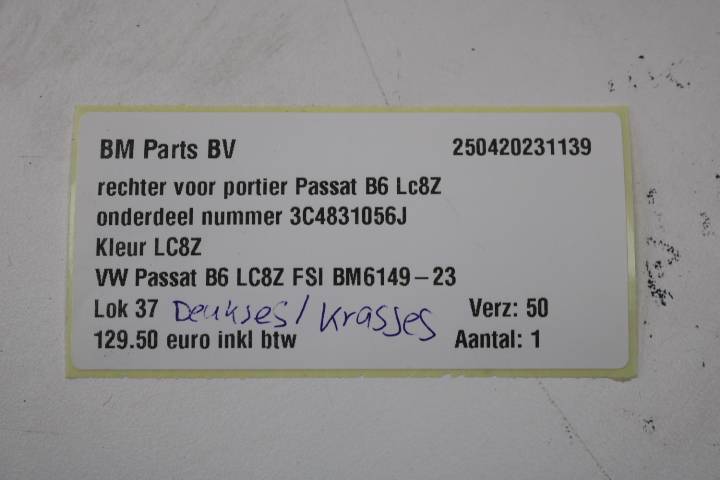 BM Parts BV 250420231139
rechter voor portier Passat B6 Lc8Z
onderdeel nummer 3C4831056J
Kleur LC8Z
VW Passat B6 LC8Z FSI BM6149-23
Lok 37 Deukjes/Krasjes Verz: 50
129.50 euro inkl btw Aantal: 1